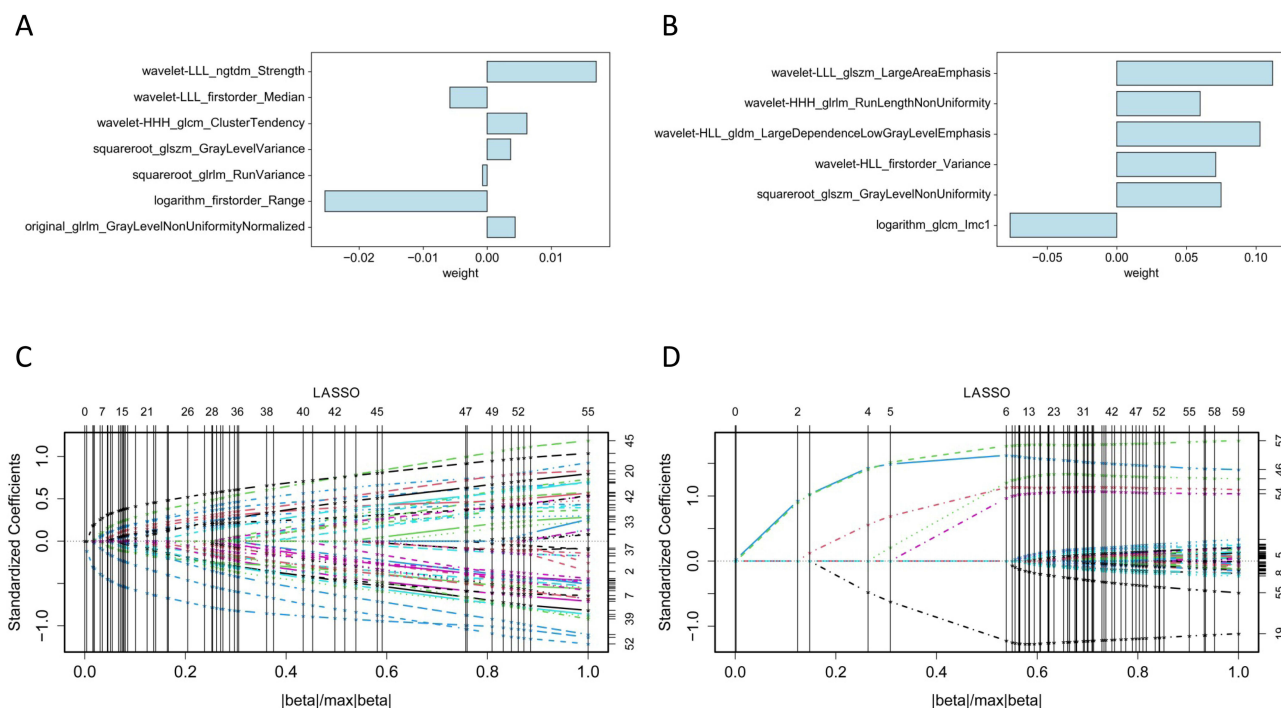 A
wavelet-LLL_ngtdm_Strength
wavelet-LLL_firstorder_Median
wavelet-HHH_glcm_ClusterTendency
squareroot_glszm_GrayLevelVariance
squareroot_glrlm_RunVariance
logarithm_firstorder_Range
original_glrlm_GrayLevelNonUniformityNormalized
−0.02 −0.01 0.00 0.01
weight
B
wavelet-LLL_glszm_LargeAreaEmphasis
wavelet-HHH_glrlm_RunLengthNonUniformity
wavelet-HLL_gldm_LargeDependenceLowGrayLevelEmphasis
wavelet-HLL_firstorder_Variance
squareroot_glszm_GrayLevelNonUniformity
logarithm_glcm_Imc1
−0.05 0.00 0.05 0.10
weight
C
LASSO
0 7 15 21 26 28 36 38 40 42 45 47 49 52 55
Standardized Coefficients
1.0
0.5
0.0
−1.0
45
20
42
33
37
2
7
39
52
0.0 0.2 0.4 0.6 0.8 1.0
|beta|/max|beta|
D
LASSO
0 2 4 5 6 13 23 31 42 47 52 55 58 59
Standardized Coefficients
1.0
0.0
−1.0
5
8
19
0.0 0.2 0.4 0.6 0.8 1.0
|beta|/max|beta|